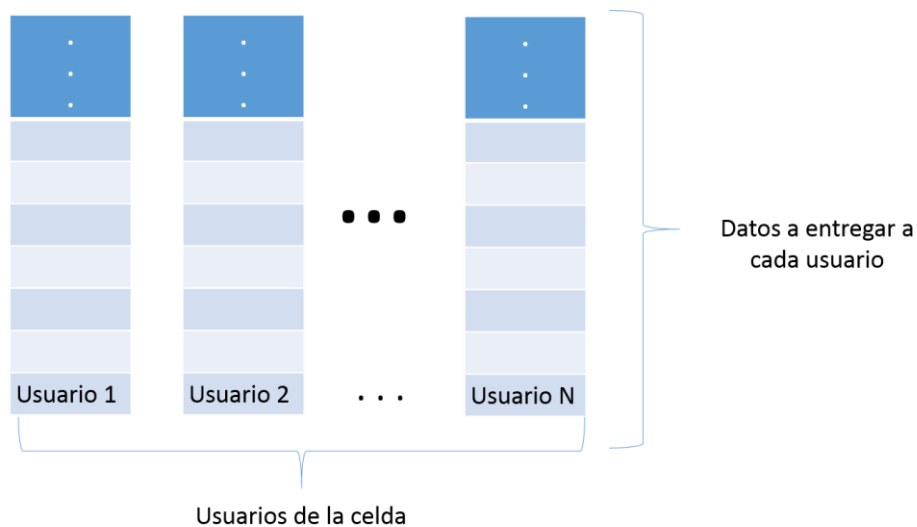 Usuario 1
Usuario 2
. . .
Usuario N
Datos a entregar a
cada usuario
Usuarios de la celda